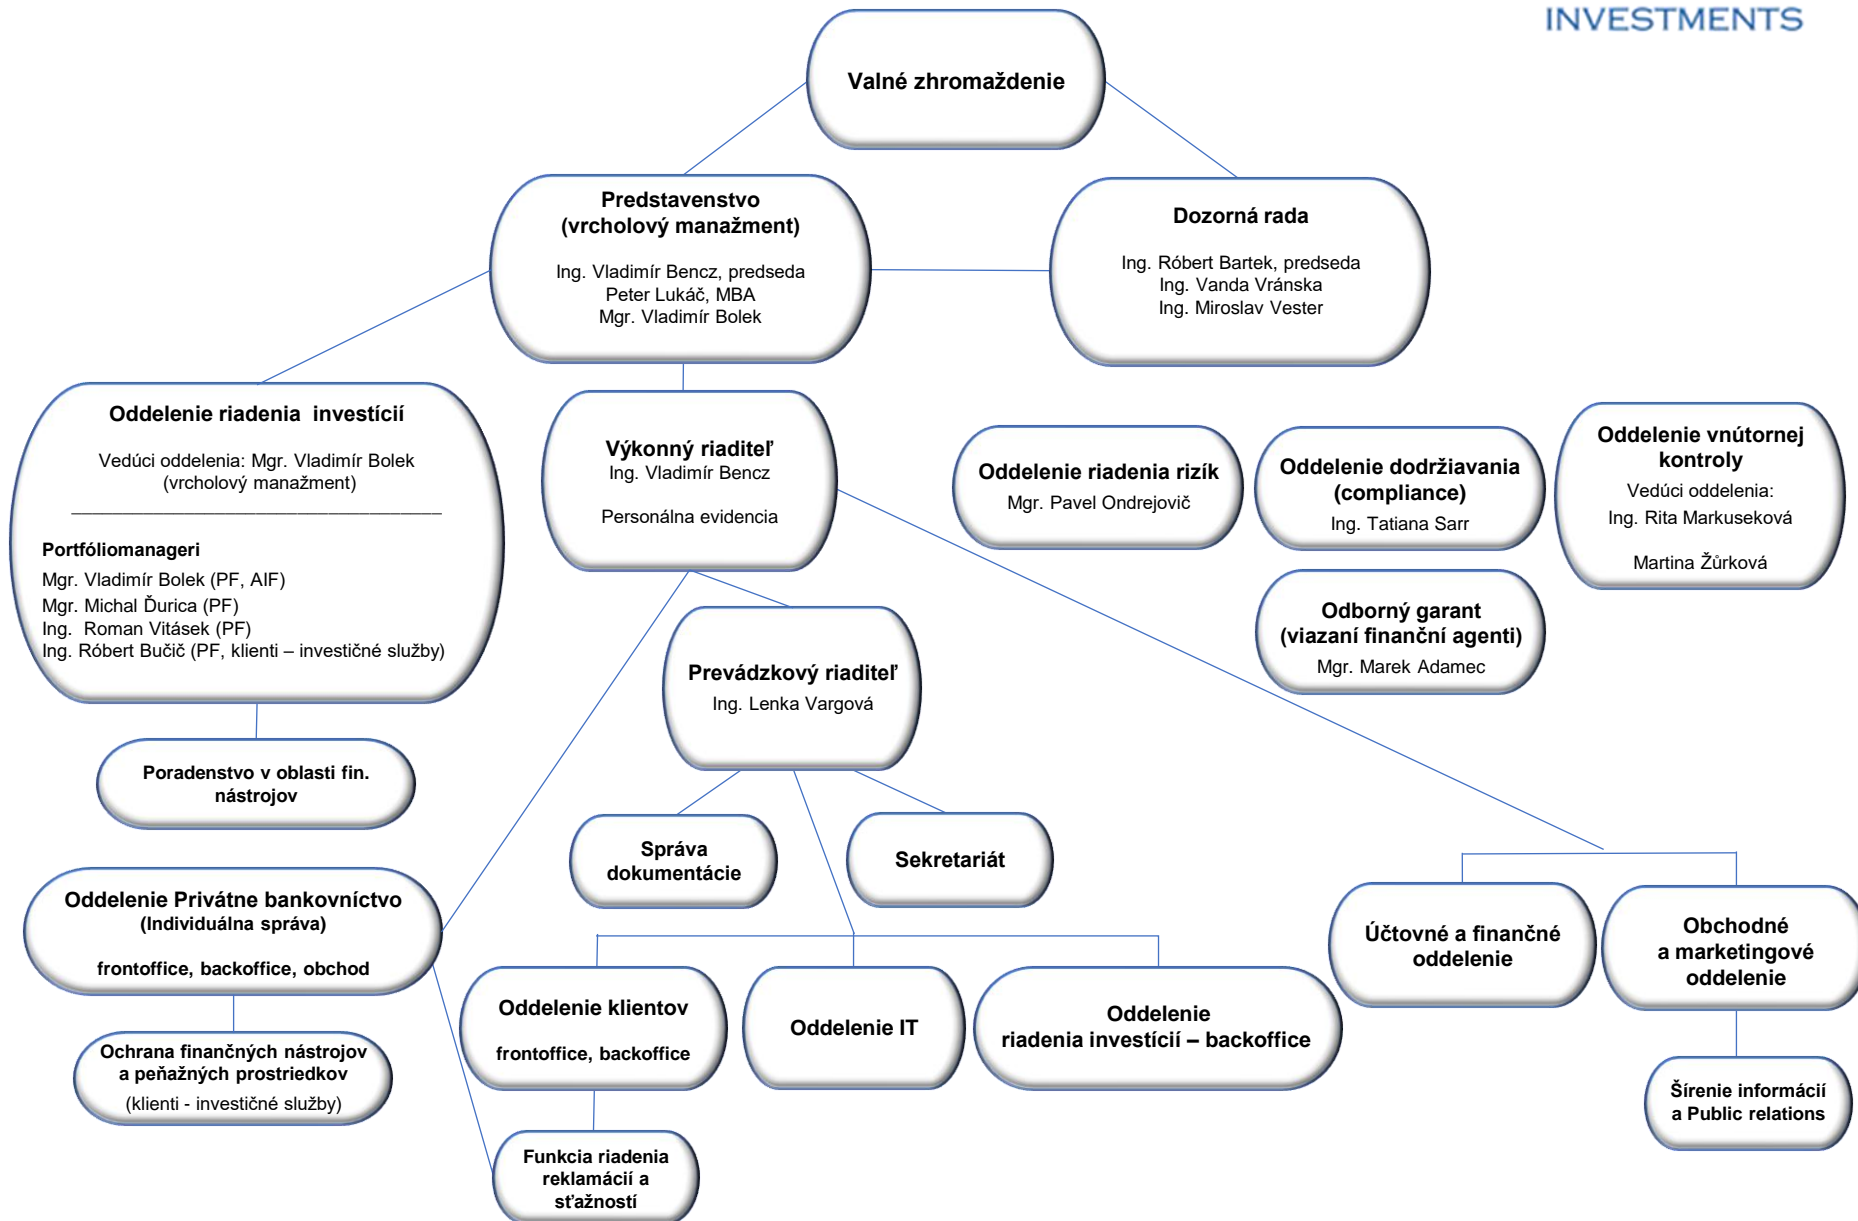 INVESTMENTS
Valné zhromaždenie
Predstavenstvo
(vrcholový manažment)
Ing. Vladimír Bencz, predseda
Peter Lukáč, MBA
Mgr. Vladimír Bolek
Dozorná rada
Ing. Róbert Bartek, predseda
Ing. Vanda Vránska
Ing. Miroslav Vester
Oddelenie riadenia  investícií
Vedúci oddelenia: Mgr. Vladimír Bolek
(vrcholový manažment)
Portfóliomanageri
Mgr. Vladimír Bolek (PF, AIF)
Mgr. Michal Ďurica (PF)
Ing.  Roman Vitásek (PF)
Ing. Róbert Bučič (PF, klienti – investičné služby)
Výkonný riaditeľ
Ing. Vladimír Bencz
Personálna evidencia
Oddelenie riadenia rizík
Mgr. Pavel Ondrejovič
Oddelenie dodržiavania
(compliance)
Ing. Tatiana Sarr
Oddelenie vnútornej
kontroly
Vedúci oddelenia:
Ing. Rita Markuseková
Martina Žůrková
Odborný garant
(viazaní finanční agenti)
Mgr. Marek Adamec
Prevádzkový riaditeľ
Ing. Lenka Vargová
Poradenstvo v oblasti fin.
nástrojov
Správa
dokumentácie
Sekretariát
Oddelenie Privátne bankovníctvo
(Individuálna správa)
frontoffice, backoffice, obchod
Účtovné a finančné
oddelenie
Obchodné
a marketingové
oddelenie
Oddelenie klientov
frontoffice, backoffice
Oddelenie IT
Oddelenie
riadenia investícií – backoffice
Ochrana finančných nástrojov
a peňažných prostriedkov
(klienti - investičné služby)
Šírenie informácií
a Public relations
Funkcia riadenia
reklamácií a
sťažností